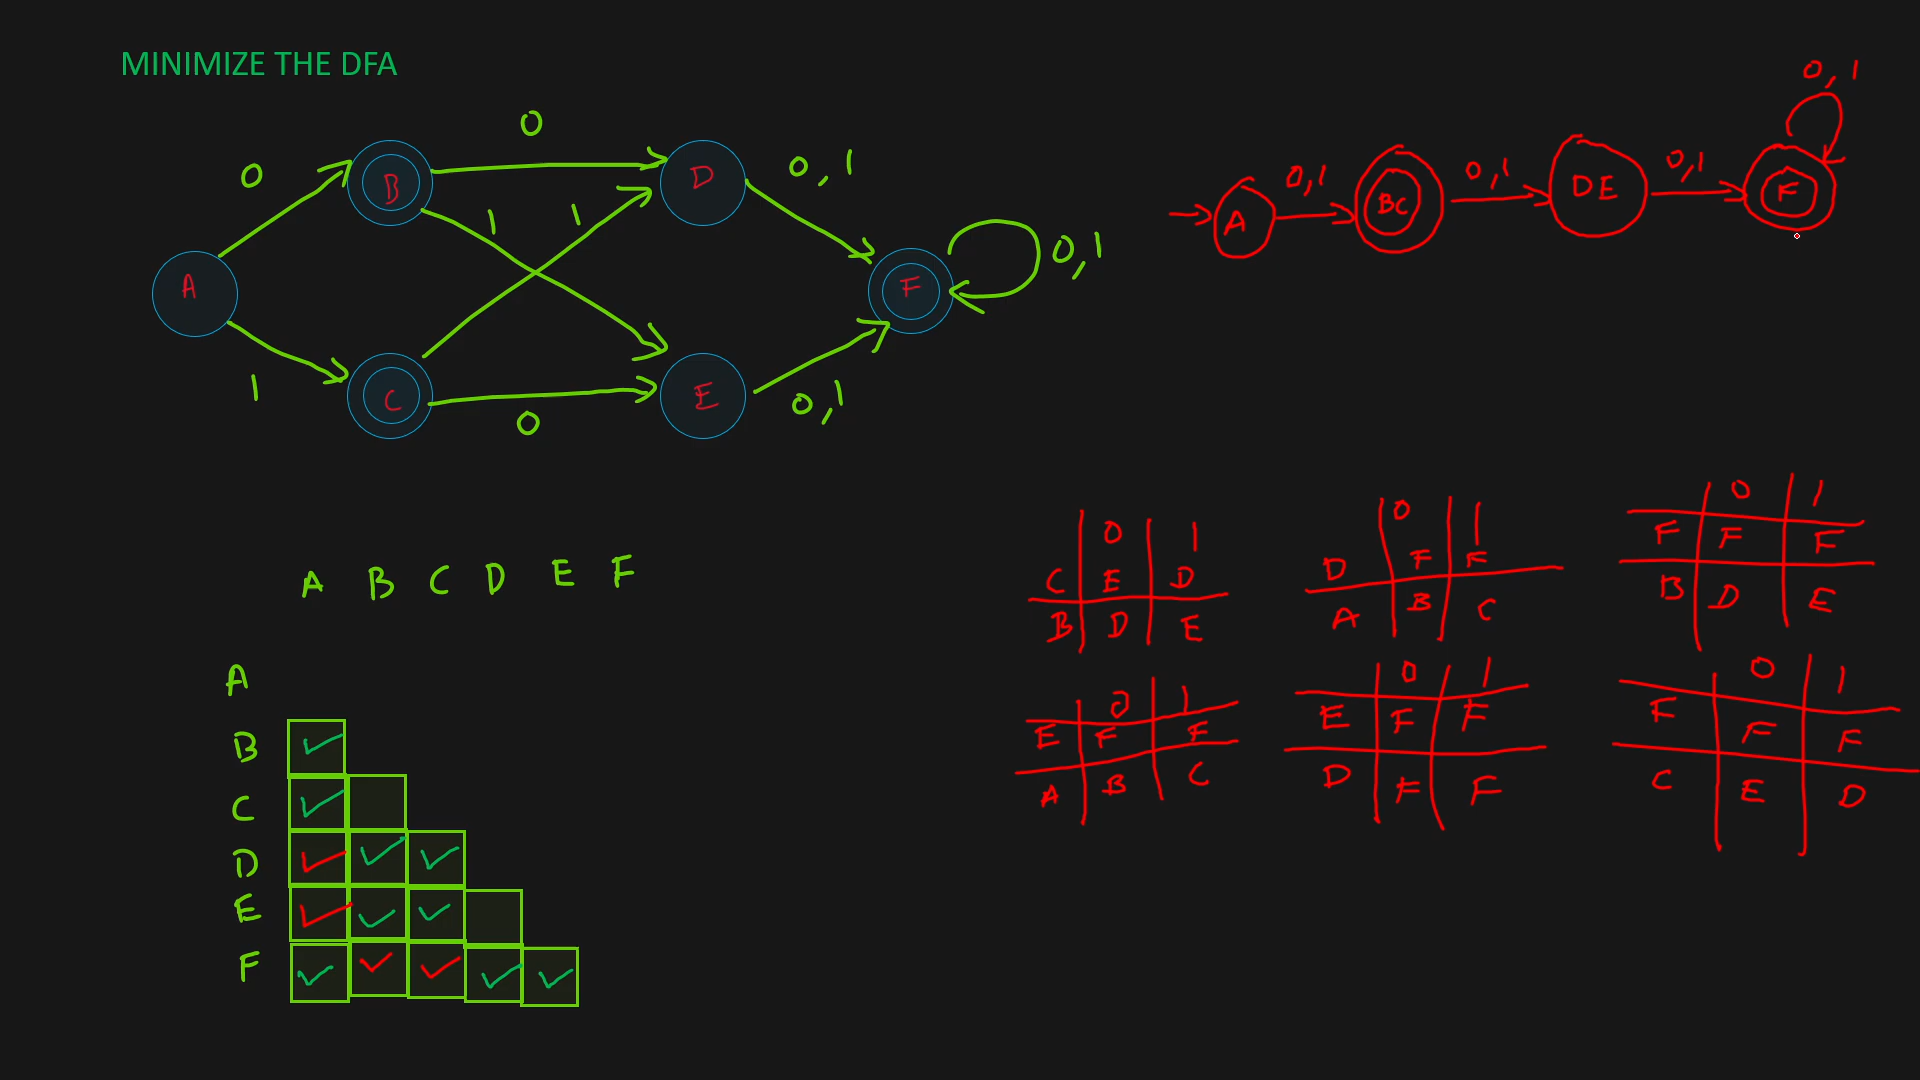 MINIMIZE THE DFA
0
0
1
1
0
1
0,1
0,1
0,1
A
B
C
D
E
F
0,1
0,1
0,1
0,1
A
BC
DE
F
A B C D E F
A
B
C
D
E
F
0 1
C E D
B D E
0 1
D F F
A B C
0 1
F F F
B D E
0 1
E F F
A B C
0 1
E F F
D F F
0 1
F F F
C E D